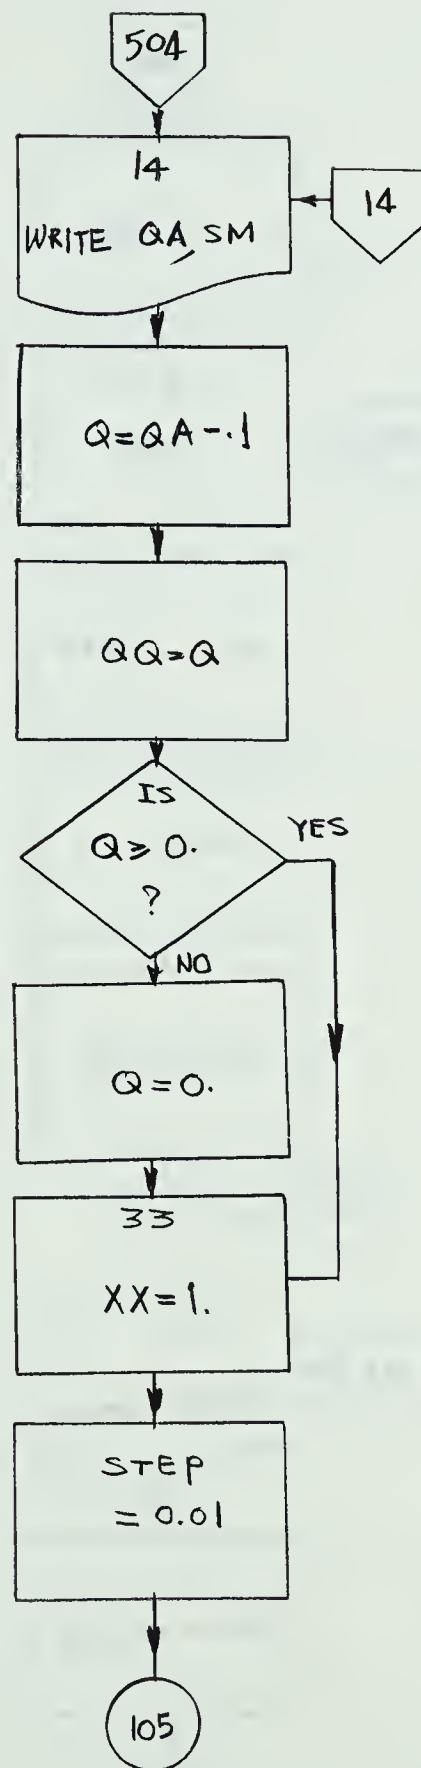 504
14
14
WRITE QA, SM
Q=QA-.1
QQ=Q
IS
YES
Q≥0.
?
NO
Q=0.
33
XX=1.
STEP
=0.01
105